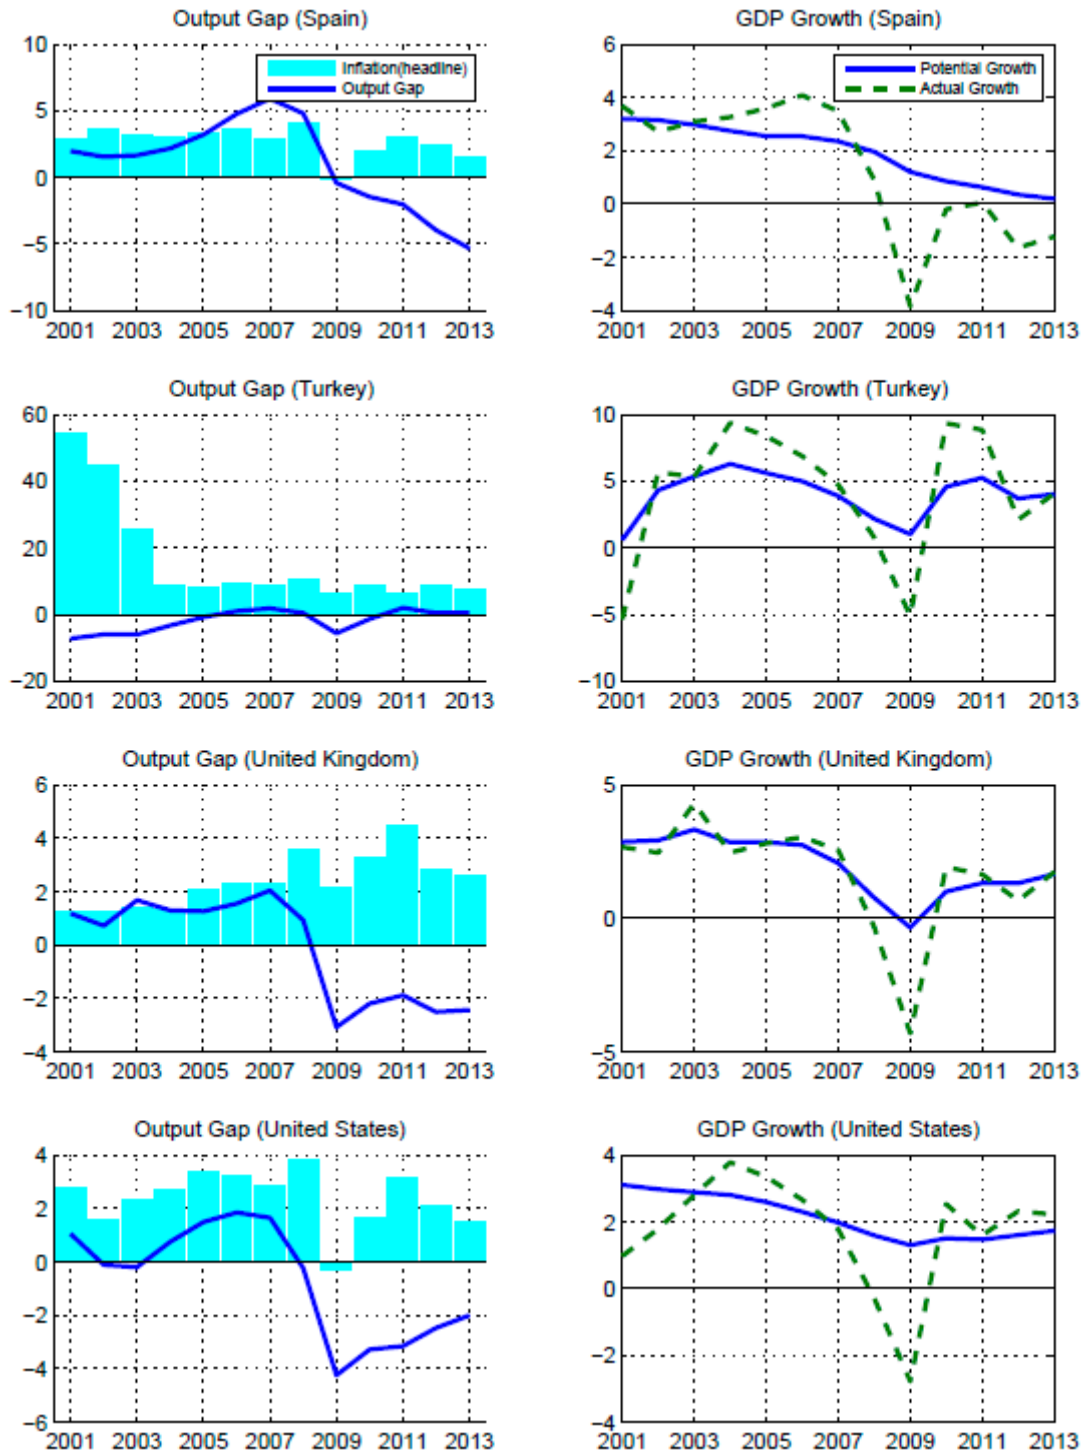 Output Gap (Spain)
10
5
0
−5
−10
Inflation(headline)
Output Gap
2001 2003 2005 2007 2009 2011 2013
GDP Growth (Spain)
6
4
2
0
−2
−4
Potential Growth
Actual Growth
2001 2003 2005 2007 2009 2011 2013
Output Gap (Turkey)
60
40
20
0
−20
2001 2003 2005 2007 2009 2011 2013
GDP Growth (Turkey)
10
5
0
−5
−10
2001 2003 2005 2007 2009 2011 2013
Output Gap (United Kingdom)
6
4
2
0
−2
−4
2001 2003 2005 2007 2009 2011 2013
GDP Growth (United Kingdom)
5
0
−5
2001 2003 2005 2007 2009 2011 2013
Output Gap (United States)
4
2
0
−2
−4
−6
2001 2003 2005 2007 2009 2011 2013
GDP Growth (United States)
4
2
0
−2
−4
2001 2003 2005 2007 2009 2011 2013